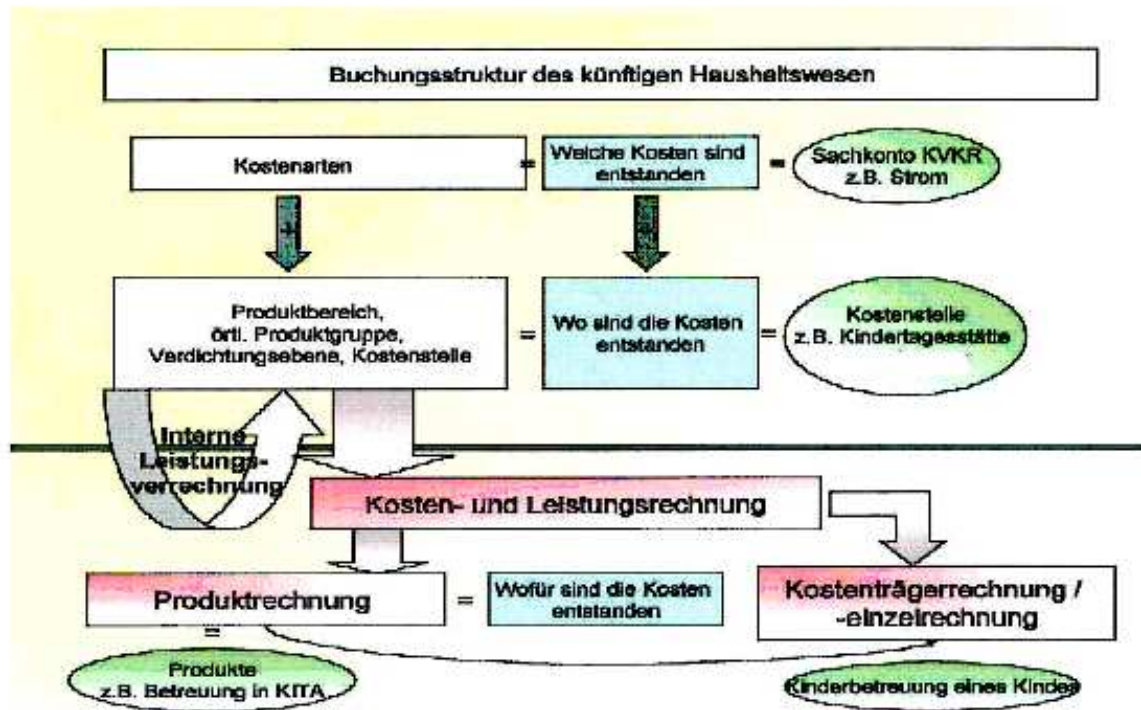 Buchungsstruktur des künftigen Haushaltswesen
Kostenarten
=
Welche Kosten sind
entstanden
=
Sachkonto KVKR
z.B. Strom
+
+
Produktbereich,
örtl. Produktgruppe,
Verdichtungsebene, Kostenstelle
=
Wo sind die Kosten
entstanden
=
Kostenstelle
z.B. Kindertagesstätte
Interne
Leistungs-
verrechnung
Kosten- und Leistungsrechnung
Produktrechnung
=
Wofür sind die Kosten
entstanden
Kostenträgerrechnung /
-einzelrechnung
=
Produkte
z.B. Betreuung in KITA
Kinderbetreuung eines Kindes